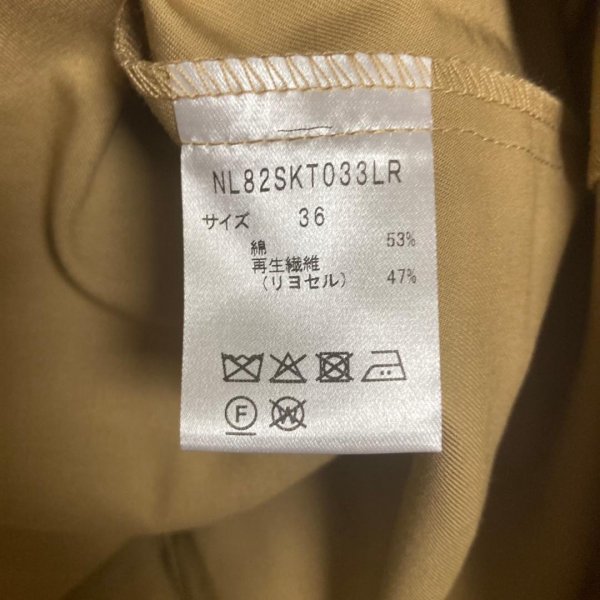 NL82SKT033LR
サイズ 36
綿 53%
再生繊維
(リヨセル) 47%
F W